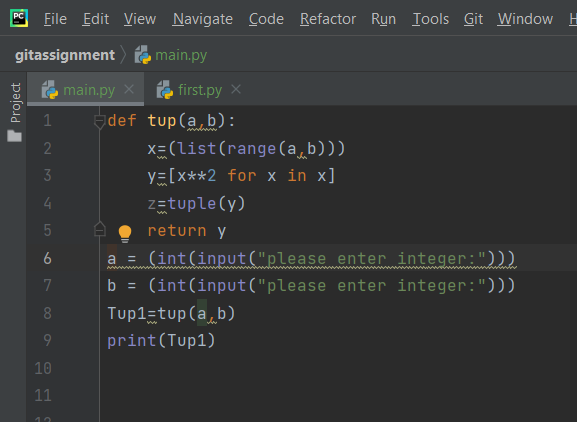 PC File Edit View Navigate Code Refactor Run Tools Git Window H
gitassignment main.py
Project
main.py first.py
1 def tup(a,b):
2 x=(list(range(a,b)))
3 y=[x**2 for x in x]
4 z=tuple(y)
5 return y
6 a = (int(input("please enter integer:")))
7 b = (int(input("please enter integer:")))
8 Tup1=tup(a,b)
9 print(Tup1)
10
11